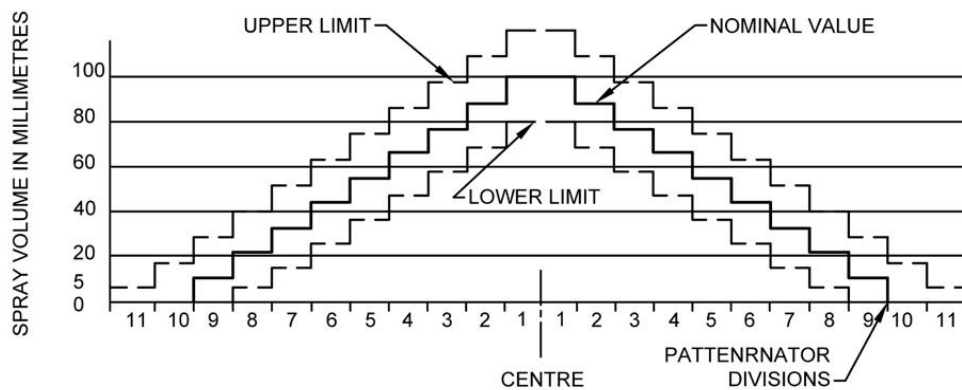 UPPER LIMIT
NOMINAL VALUE
SPRAY VOLUME IN MILLIMETRES
100
80
60
40
20
5
0
LOWER LIMIT
11 10 9 8 7 6 5 4 3 2 1 1 2 3 4 5 6 7 8 9 10 11
CENTRE
PATTENRNATOR
DIVISIONS